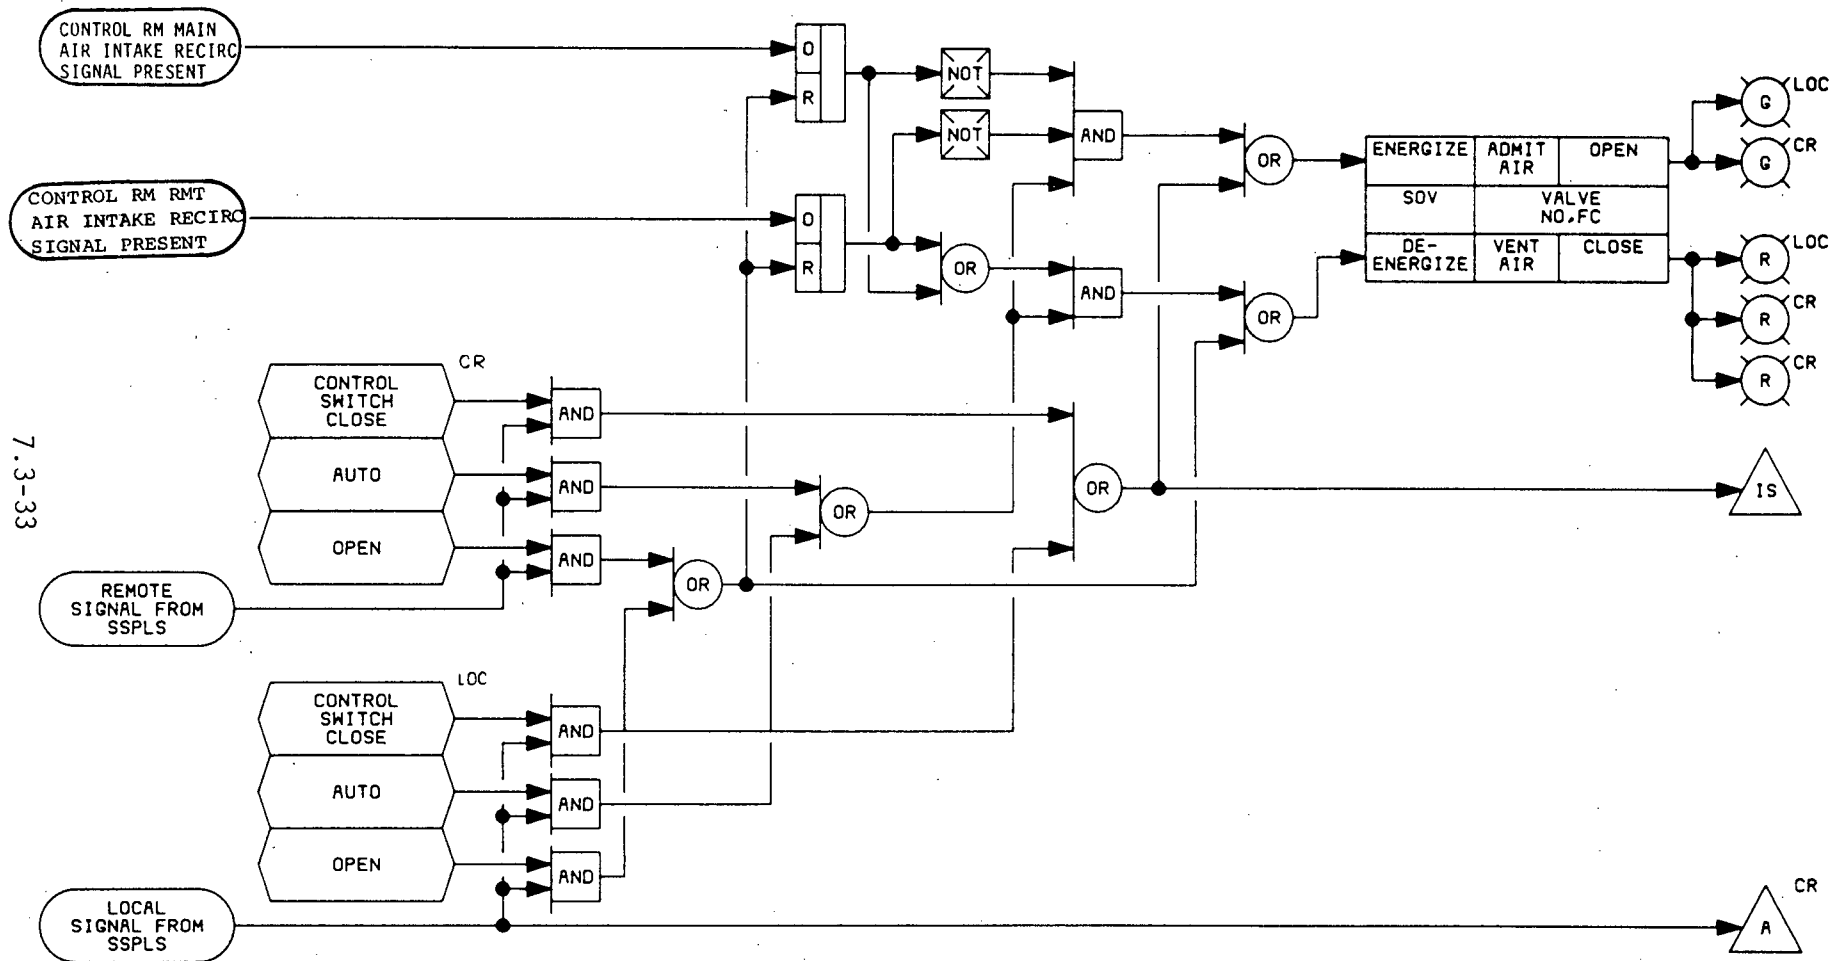 CONTROL RM MAIN
AIR INTAKE RECIRC
SIGNAL PRESENT
O
R
NOT
NOT
AND
OR
LOC
G
CR
G
ENERGIZE
ADMIT
AIR
OPEN
SOV
VALVE
NO.FC
DE-
ENERGIZE
VENT
AIR
CLOSE
LOC
R
CR
R
CR
R
CONTROL RM RMT
AIR INTAKE RECIRC
SIGNAL PRESENT
O
R
OR
AND
OR
CR
CONTROL
SWITCH
CLOSE
AND
AUTO
AND
OR
OR
IS
OPEN
AND
OR
REMOTE
SIGNAL FROM
SSPLS
7.3-33
LOC
CONTROL
SWITCH
CLOSE
AND
AUTO
AND
OPEN
AND
LOCAL
SIGNAL FROM
SSPLS
CR
A